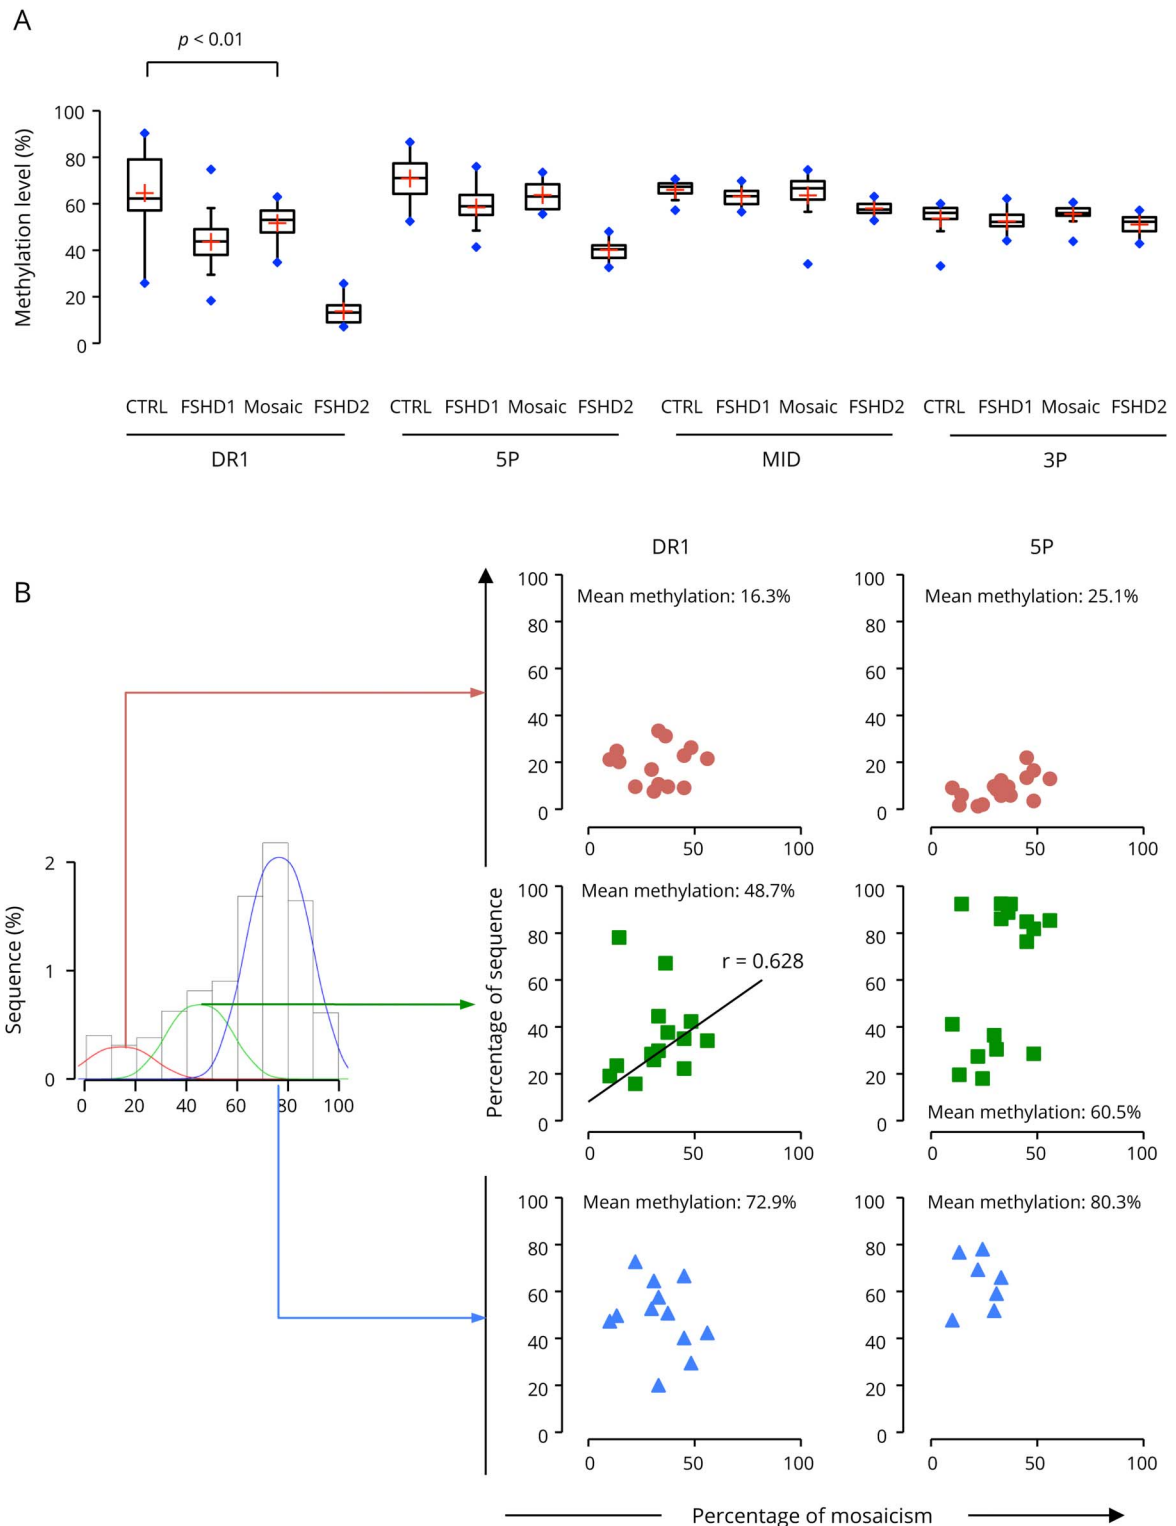 A
p < 0.01
Methylation level (%)
100
80
60
40
20
0
CTRL FSHD1 Mosaic FSHD2 CTRL FSHD1 Mosaic FSHD2 CTRL FSHD1 Mosaic FSHD2 CTRL FSHD1 Mosaic FSHD2
DR1 5P MID 3P
B
Sequence (%)
2
1
0
0 20 40 60 80 100
Percentage of sequence
DR1 5P
100
80
60
40
20
0
Mean methylation: 16.3%
0 50 100
100
80
60
40
20
0
Mean methylation: 25.1%
0 50 100
100
80
60
40
20
0
Mean methylation: 48.7%
r = 0.628
0 50 100
100
80
60
40
20
0
Mean methylation: 60.5%
0 50 100
100
80
60
40
20
0
Mean methylation: 72.9%
0 50 100
100
80
60
40
20
0
Mean methylation: 80.3%
0 50 100
Percentage of mosaicism